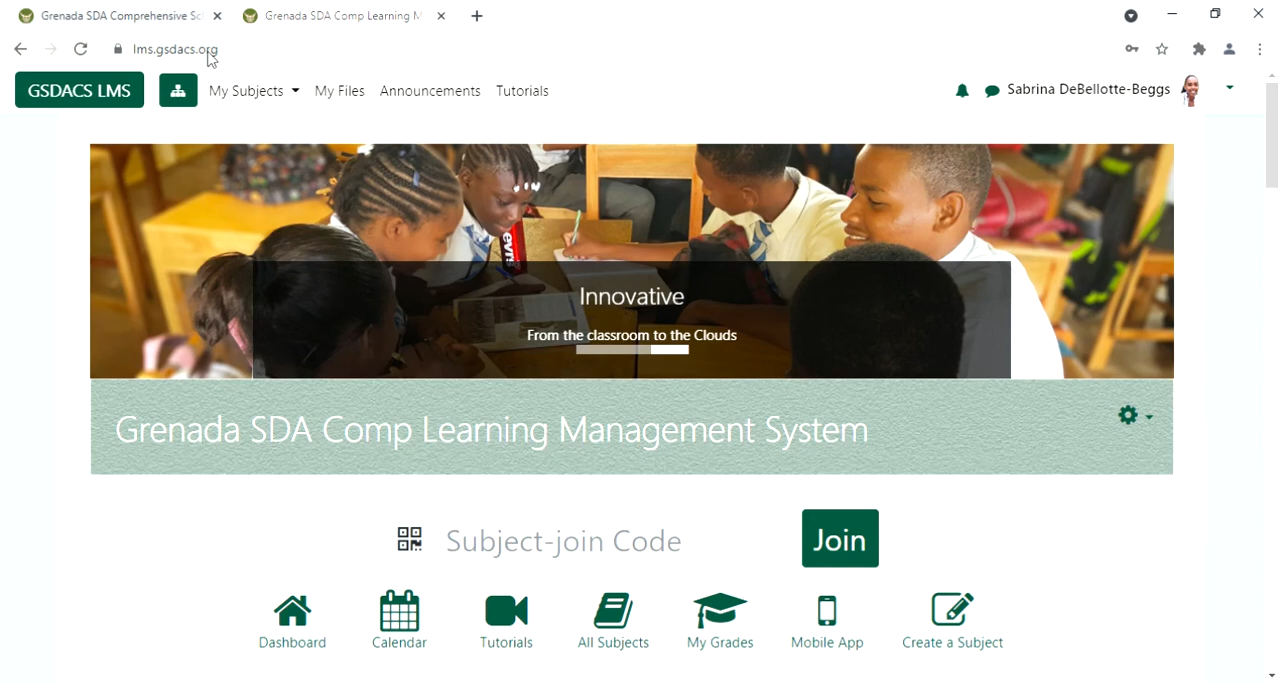 Grenada SDA Comprehensive Sc
Grenada SDA Comp Learning M
lms.gsdacs.org
GSDACS LMS
My Subjects
My Files
Announcements
Tutorials
Sabrina DeBellotte-Beggs
Innovative
From the classroom to the Clouds
Grenada SDA Comp Learning Management System
Subject-join Code
Join
Dashboard
Calendar
Tutorials
All Subjects
My Grades
Mobile App
Create a Subject